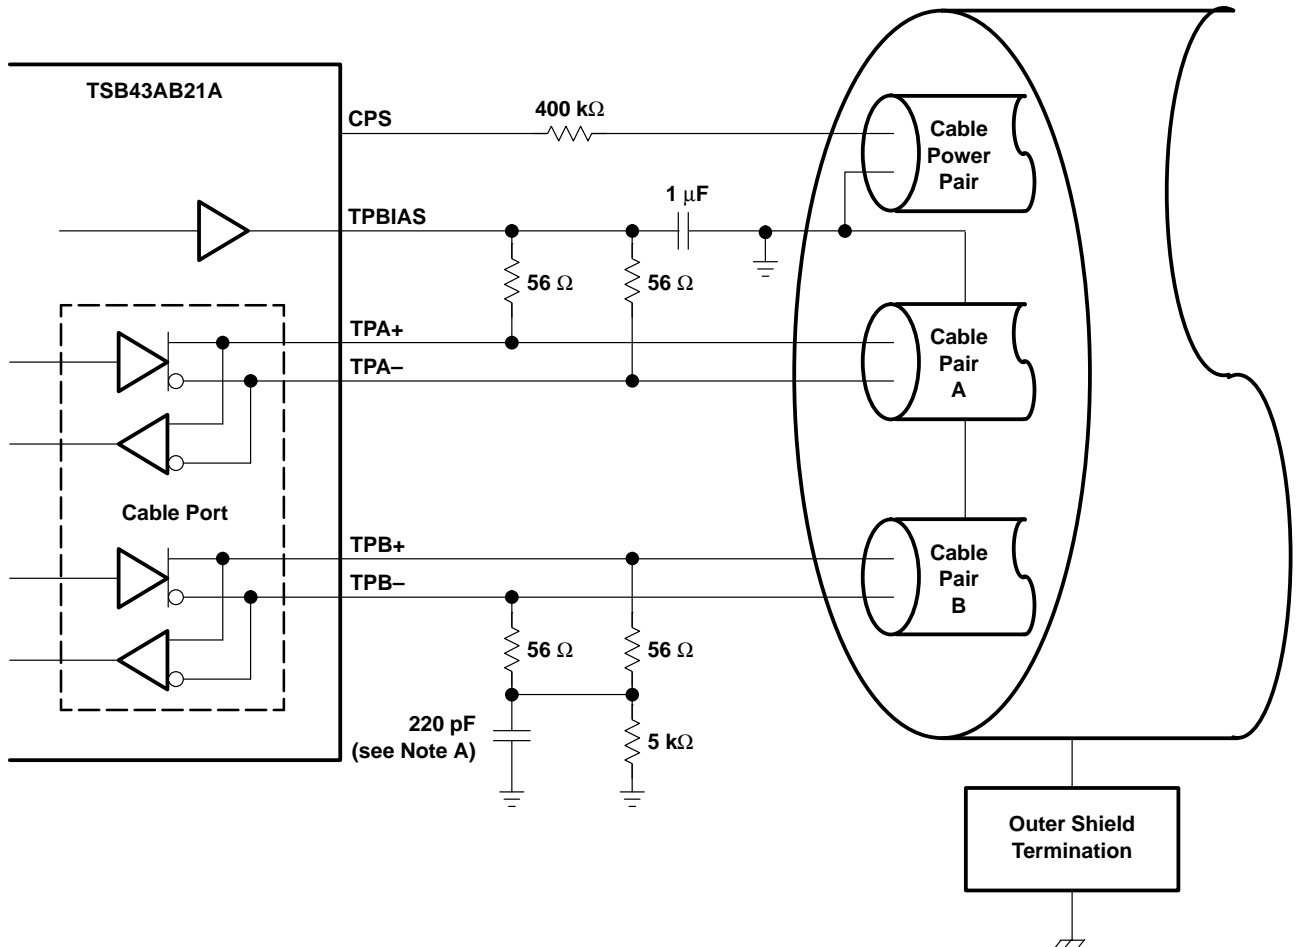 TSB43AB21A
CPS
400 kΩ
Cable
Power
Pair
TPBIAS
1 μF
56 Ω
56 Ω
TPA+
TPA–
Cable
Pair
A
Cable Port
TPB+
TPB–
Cable
Pair
B
56 Ω
56 Ω
220 pF
(see Note A)
5 kΩ
Outer Shield
Termination